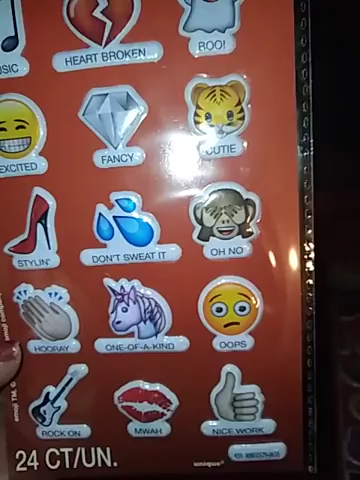 HEART BROKEN
BOO!
EXCITED
FANCY
CUTIE
STYLIN'
DON'T SWEAT IT
OH NO
HOORAY
ONE-OF-A-KIND
OOPS
ROCK ON
MWAH
NICE WORK
24 CT/UN.
unique